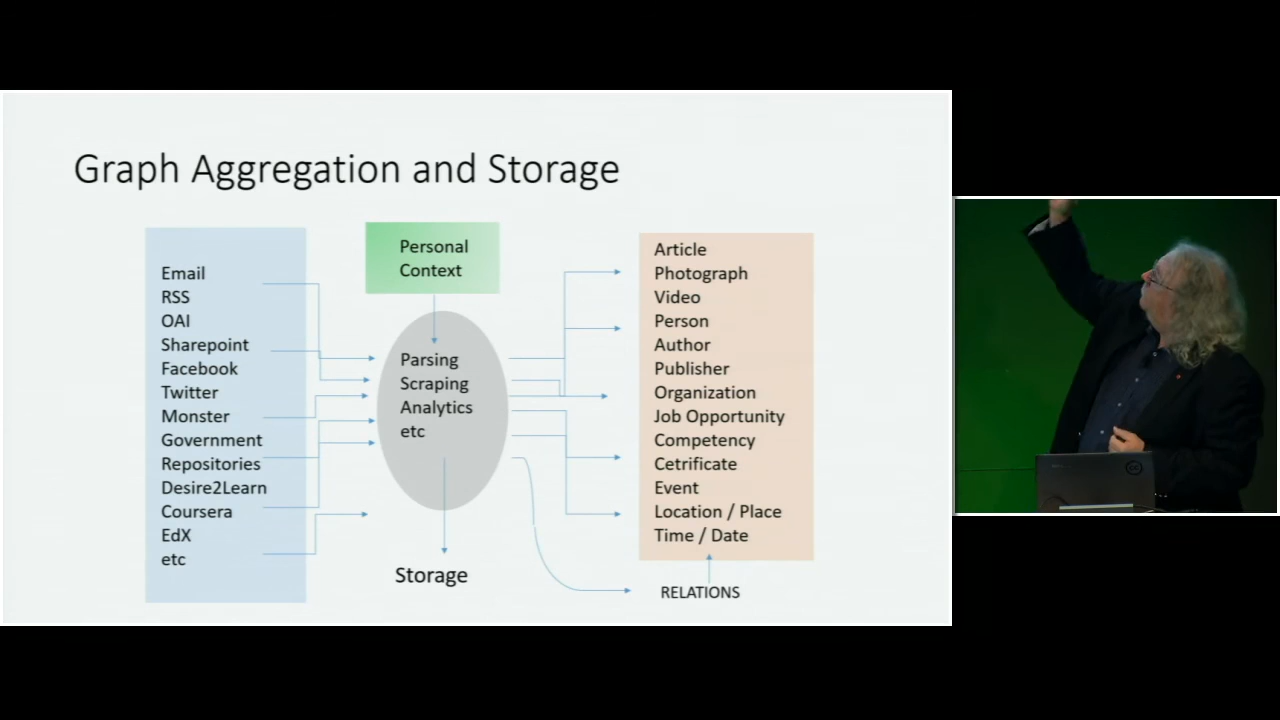 Graph Aggregation and Storage
Email
RSS
OAI
Sharepoint
Facebook
Twitter
Monster
Government
Repositories
Desire2Learn
Coursera
EdX
etc
Personal
Context
Parsing
Scraping
Analytics
etc
Storage
Article
Photograph
Video
Person
Author
Publisher
Organization
Job Opportunity
Competency
Cetrificate
Event
Location / Place
Time / Date
RELATIONS